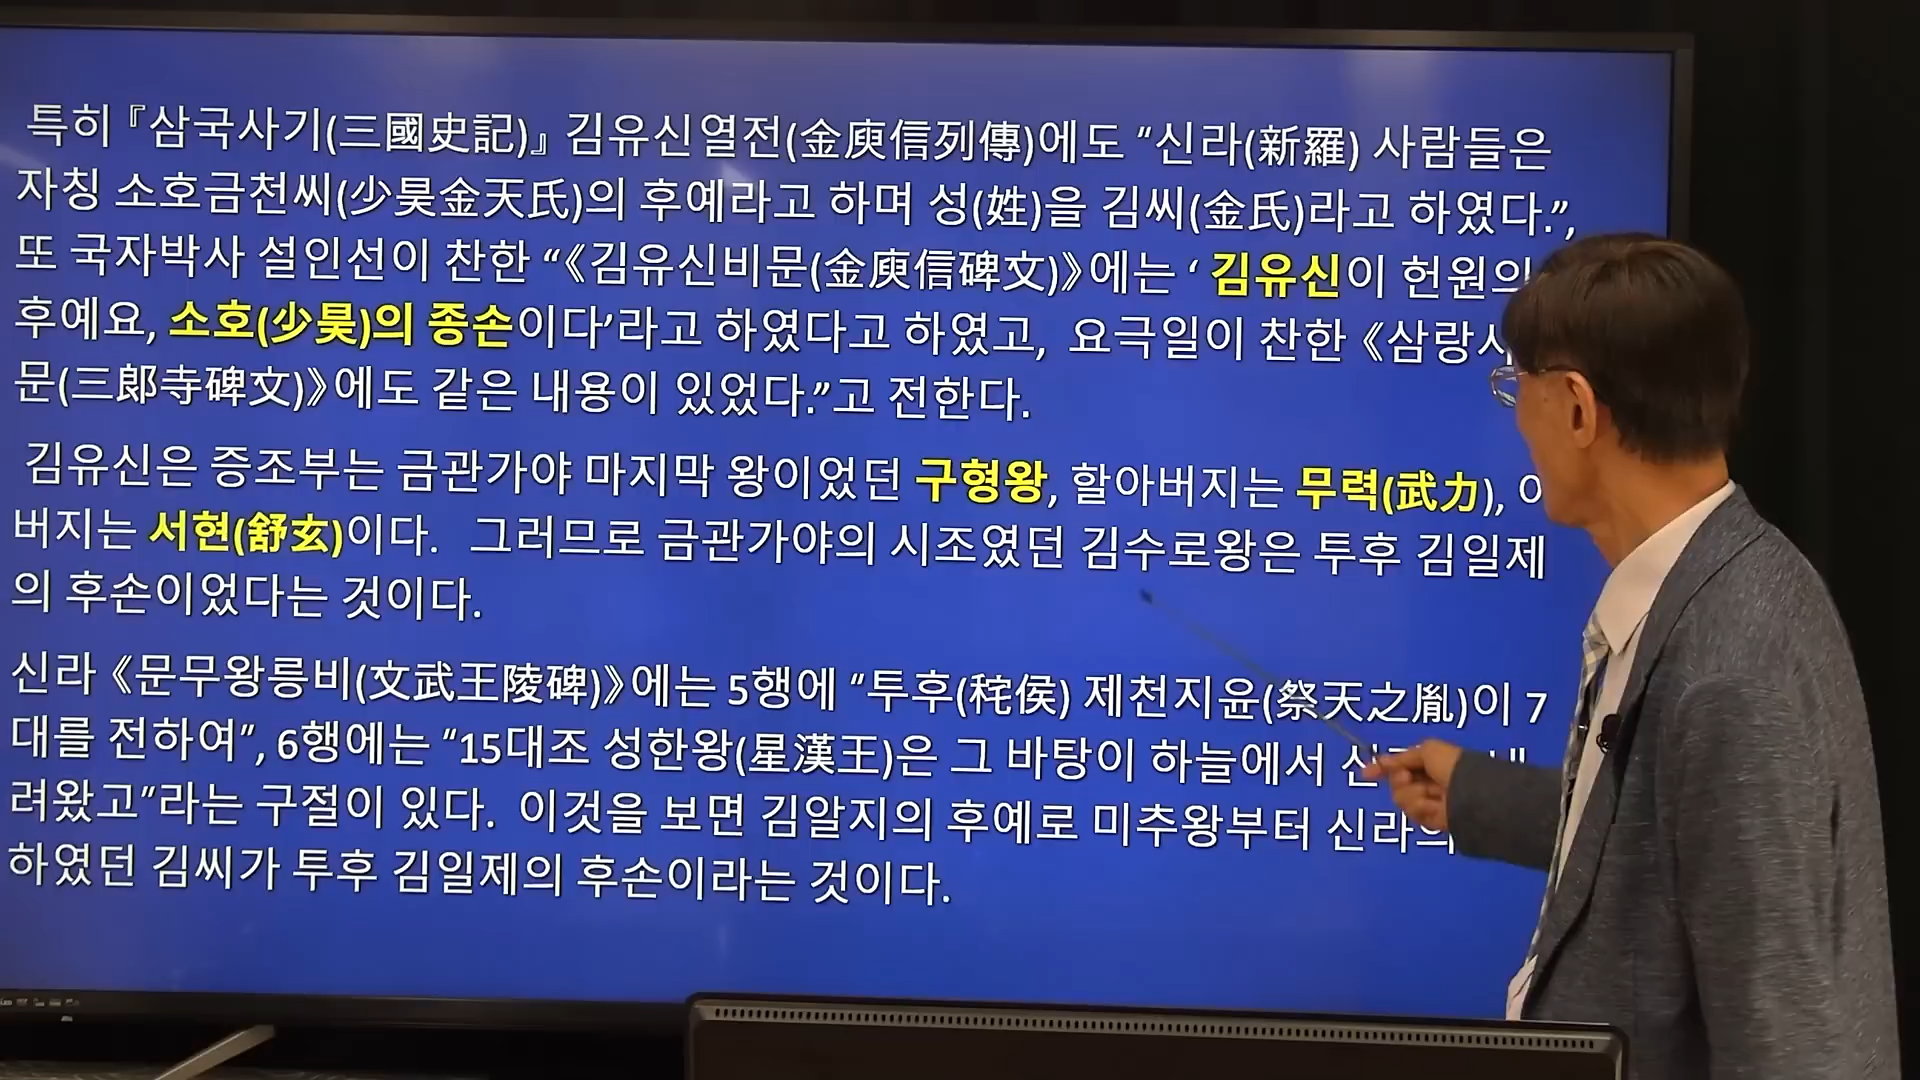 특히 『삼국사기(三國史記)』 김유신열전(金庾信列傳)에도 “신라(新羅) 사람들은
자칭 소호금천씨(少昊金天氏)의 후예라고 하며 성(姓)을 김씨(金氏)라고 하였다.”,
또 국자박사 설인선이 찬한 “《김유신비문(金庾信碑文)》에는 ‘ 김유신이 헌원의
후예요, 소호(少昊)의 종손이다’라고 하였다고 하였고, 요극일이 찬한 《삼랑사
문(三郞寺碑文)》에도 같은 내용이 있었다.”고 전한다.
김유신은 증조부는 금관가야 마지막 왕이었던 구형왕, 할아버지는 무력(武力), 아
버지는 서현(舒玄)이다. 그러므로 금관가야의 시조였던 김수로왕은 투후 김일제
의 후손이었다는 것이다.
신라 《문무왕릉비(文武王陵碑)》에는 5행에 “투후(秺侯) 제천지윤(祭天之胤)이 7
대를 전하여”, 6행에는 “15대조 성한왕(星漢王)은 그 바탕이 하늘에서
려왔고”라는 구절이 있다. 이것을 보면 김알지의 후예로 미추왕부터 신라의
하였던 김씨가 투후 김일제의 후손이라는 것이다.